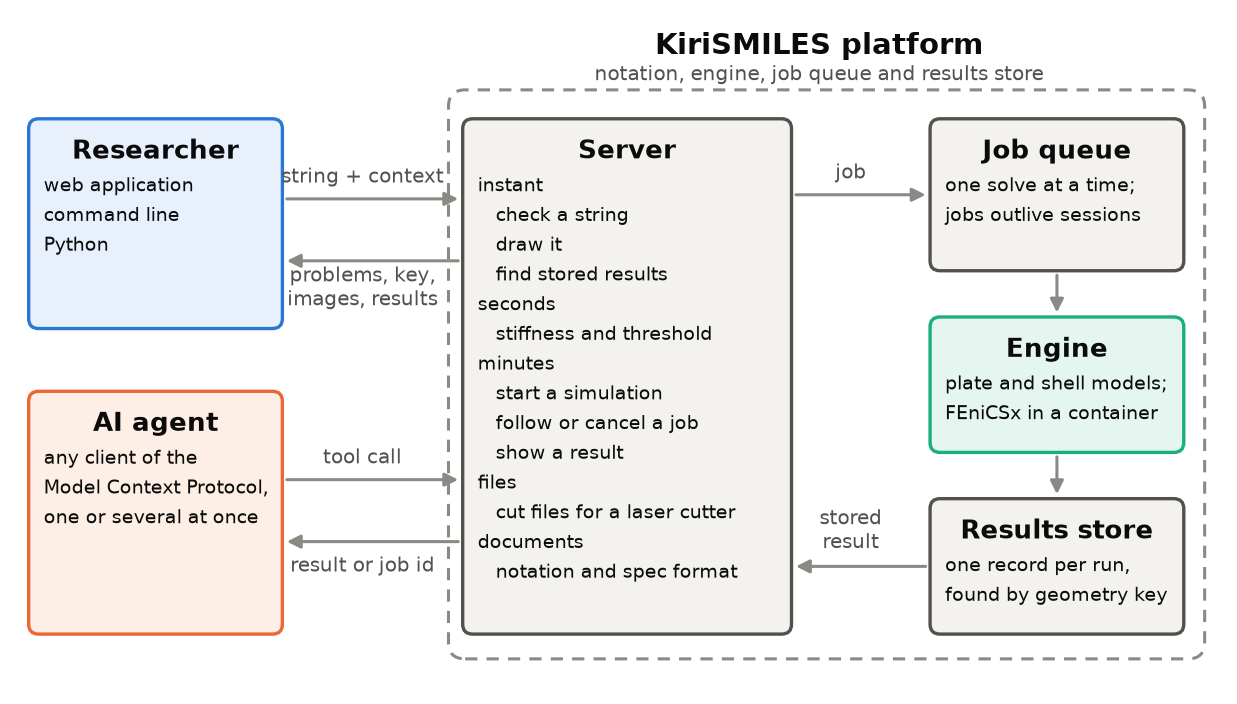 KiriSMILES platform
notation, engine, job queue and results store
Researcher
web application
command line
Python
string + context
problems, key,
images, results
AI agent
any client of the
Model Context Protocol,
one or several at once
tool call
result or job id
Server
instant
check a string
draw it
find stored results
seconds
stiffness and threshold
minutes
start a simulation
follow or cancel a job
show a result
files
cut files for a laser cutter
documents
notation and spec format
job
Job queue
one solve at a time;
jobs outlive sessions
Engine
plate and shell models;
FEniCSx in a container
stored
result
Results store
one record per run,
found by geometry key